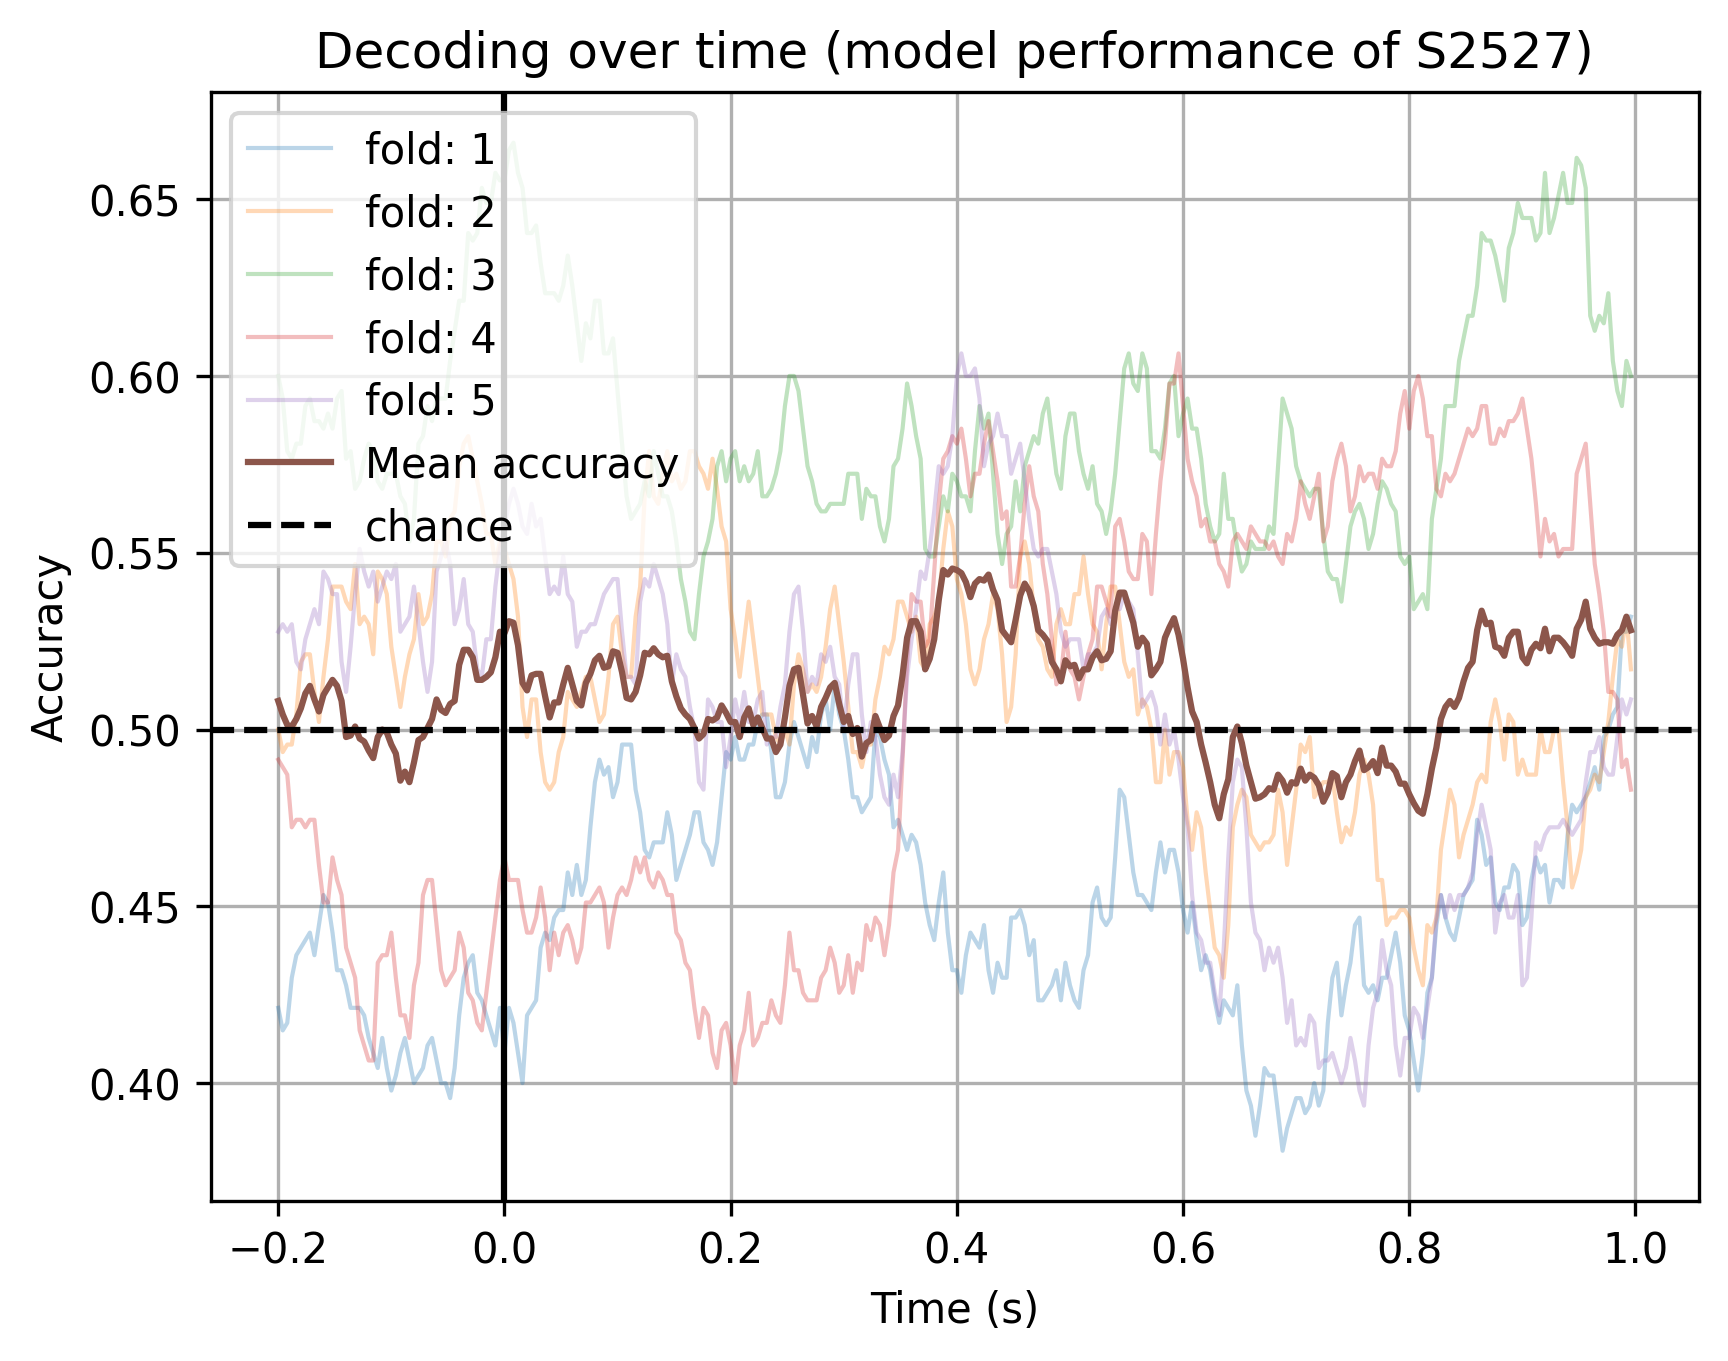 Decoding over time (model performance of S2527)
fold: 1
fold: 2
fold: 3
fold: 4
fold: 5
Mean accuracy
chance
Accuracy
0.65
0.60
0.55
0.50
0.45
0.40
−0.2 0.0 0.2 0.4 0.6 0.8 1.0
Time (s)